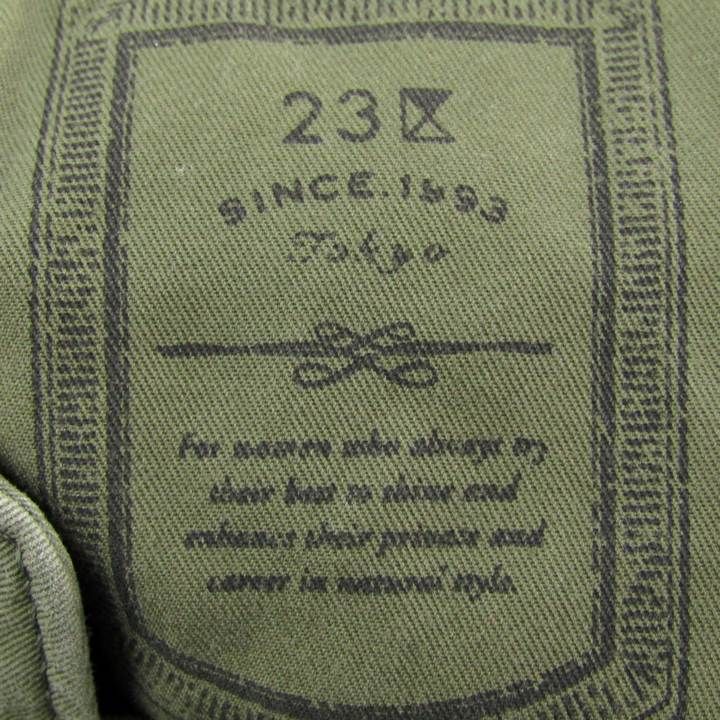 23区
SINCE.1993
Tokyo
For women who always try
their best to shine and
enhance their private and
career in natural style.